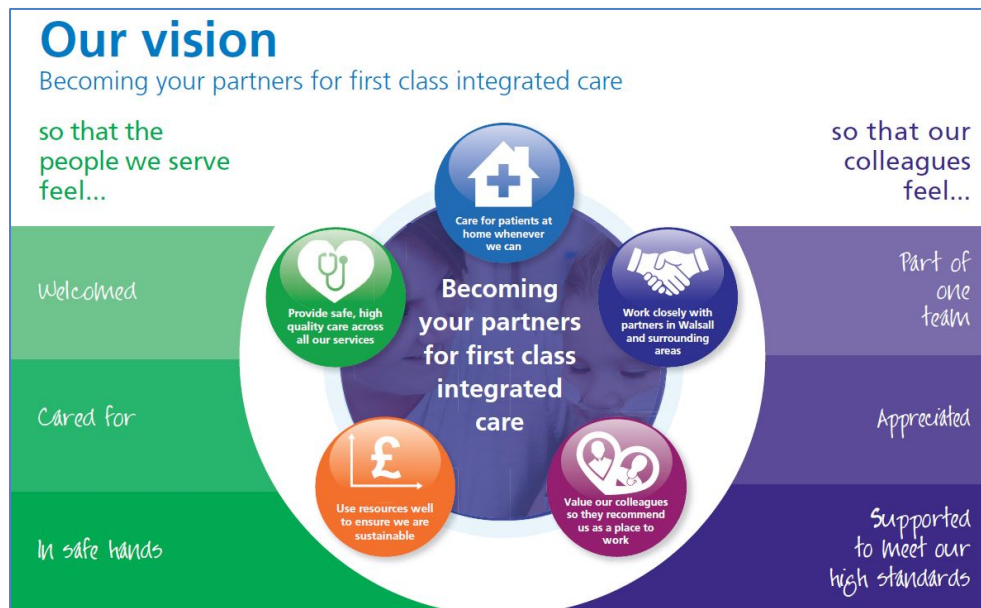 Our vision
Becoming your partners for first class integrated care
so that the
people we serve
feel...
so that our
colleagues
feel...
Welcomed
Cared for
In safe hands
Care for patients at
home whenever
we can
Provide safe, high
quality care across
all our services
Work closely with
partners in Walsall
and surrounding
areas
Becoming
your partners
for first class
integrated
care
£
Use resources well
to ensure we are
sustainable
Value our colleagues
so they recommend
us as a place to
work
Part of
one
team
Appreciated
Supported
to meet our
high standards